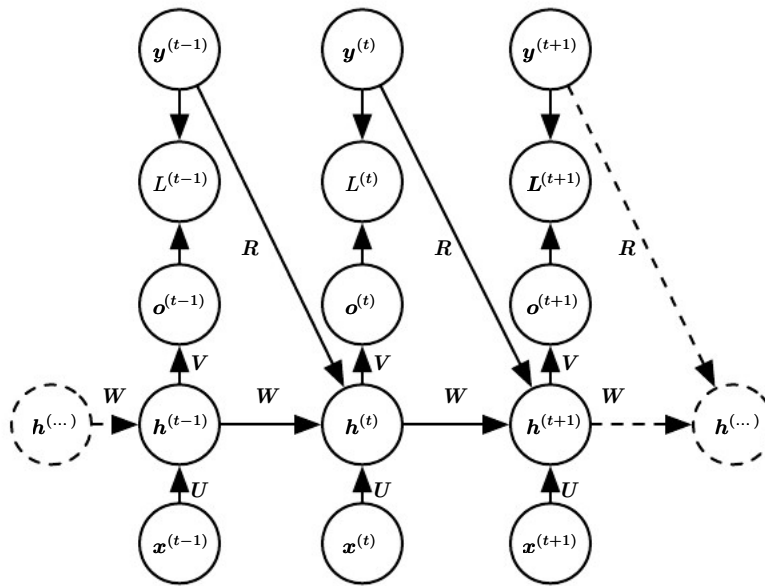 y^(t−1) y^(t) y^(t+1)
L^(t−1) L^(t) L^(t+1)
R R R
o^(t−1) o^(t) o^(t+1)
V V V
W W W W
h^(...) h^(t−1) h^(t) h^(t+1) h^(...)
U U U
x^(t−1) x^(t) x^(t+1)